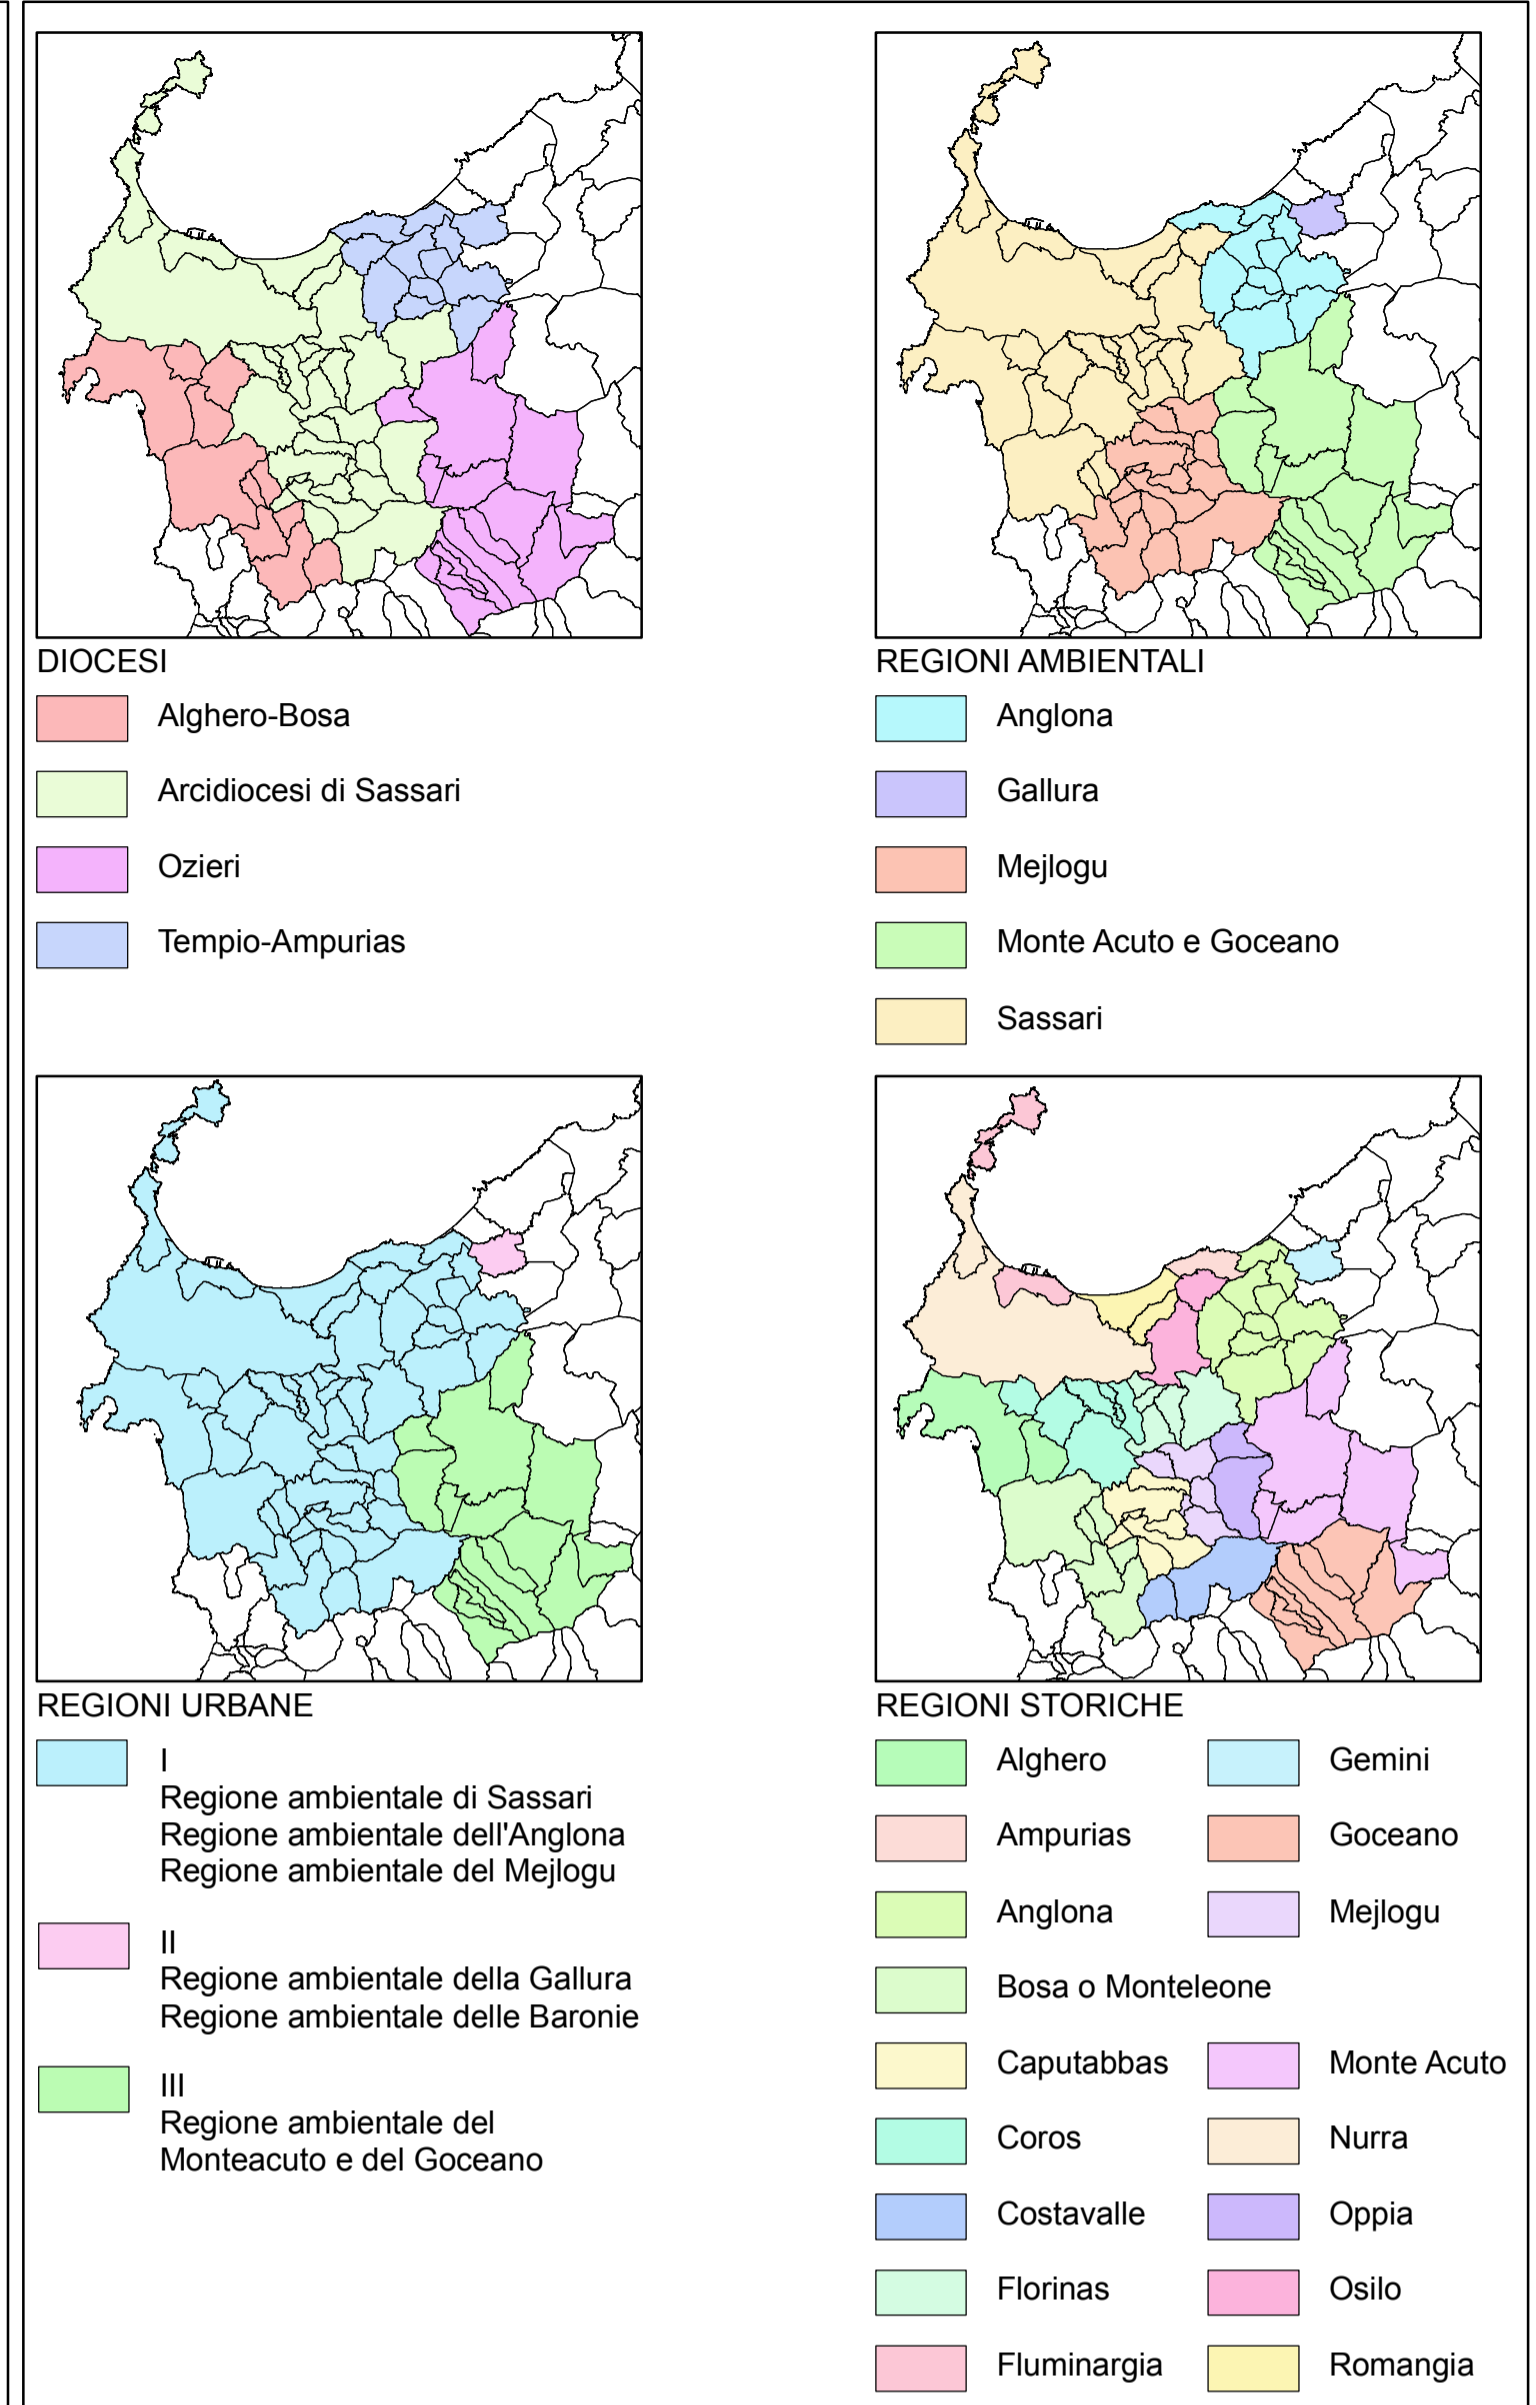 DIOCESI
Alghero-Bosa
Arcidiocesi di Sassari
Ozieri
Tempio-Ampurias
REGIONI AMBIENTALI
Anglona
Gallura
Mejlogu
Monte Acuto e Goceano
Sassari
REGIONI URBANE
I
Regione ambientale di Sassari
Regione ambientale dell'Anglona
Regione ambientale del Mejlogu
II
Regione ambientale della Gallura
Regione ambientale delle Baronie
III
Regione ambientale del
Monteacuto e del Goceano
REGIONI STORICHE
Alghero
Ampurias
Anglona
Bosa o Monteleone
Caputabbas
Coros
Costavalle
Florinas
Fluminargia
Gemini
Goceano
Mejlogu
Monte Acuto
Nurra
Oppia
Osilo
Romangia